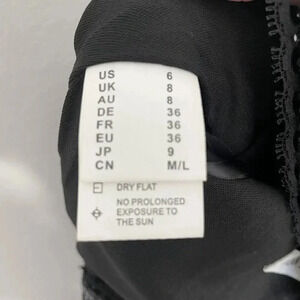 US 6
UK 8
AU 8
DE 36
FR 36
EU 36
JP 9
CN M/L
DRY FLAT
NO PROLONGED
EXPOSURE TO
THE SUN